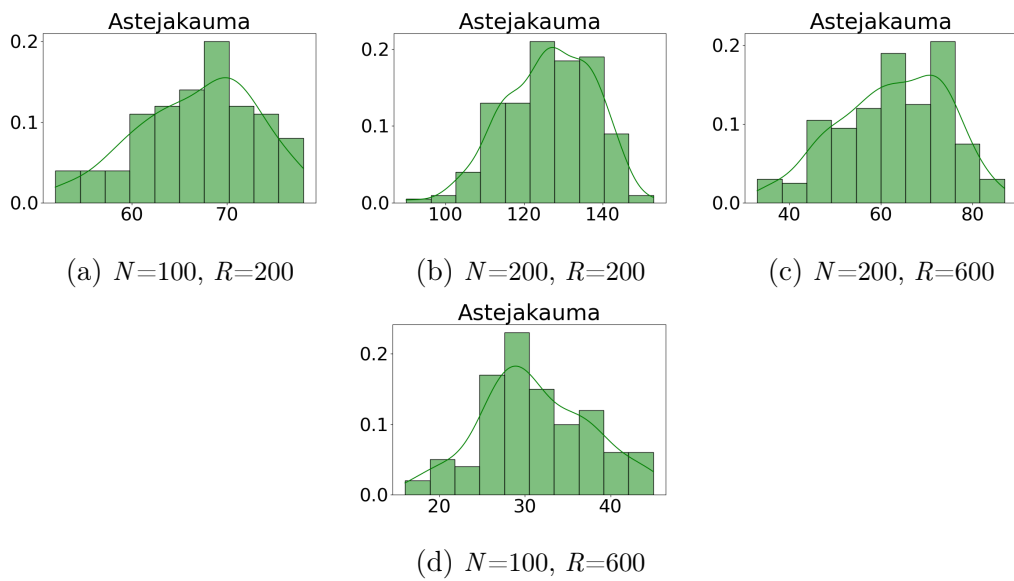 Astejakauma
0.2
0.1
0.0
60 70
(a) N=100, R=200
Astejakauma
0.2
0.1
0.0
100 120 140
(b) N=200, R=200
Astejakauma
0.2
0.1
0.0
40 60 80
(c) N=200, R=600
Astejakauma
0.2
0.1
0.0
20 30 40
(d) N=100, R=600